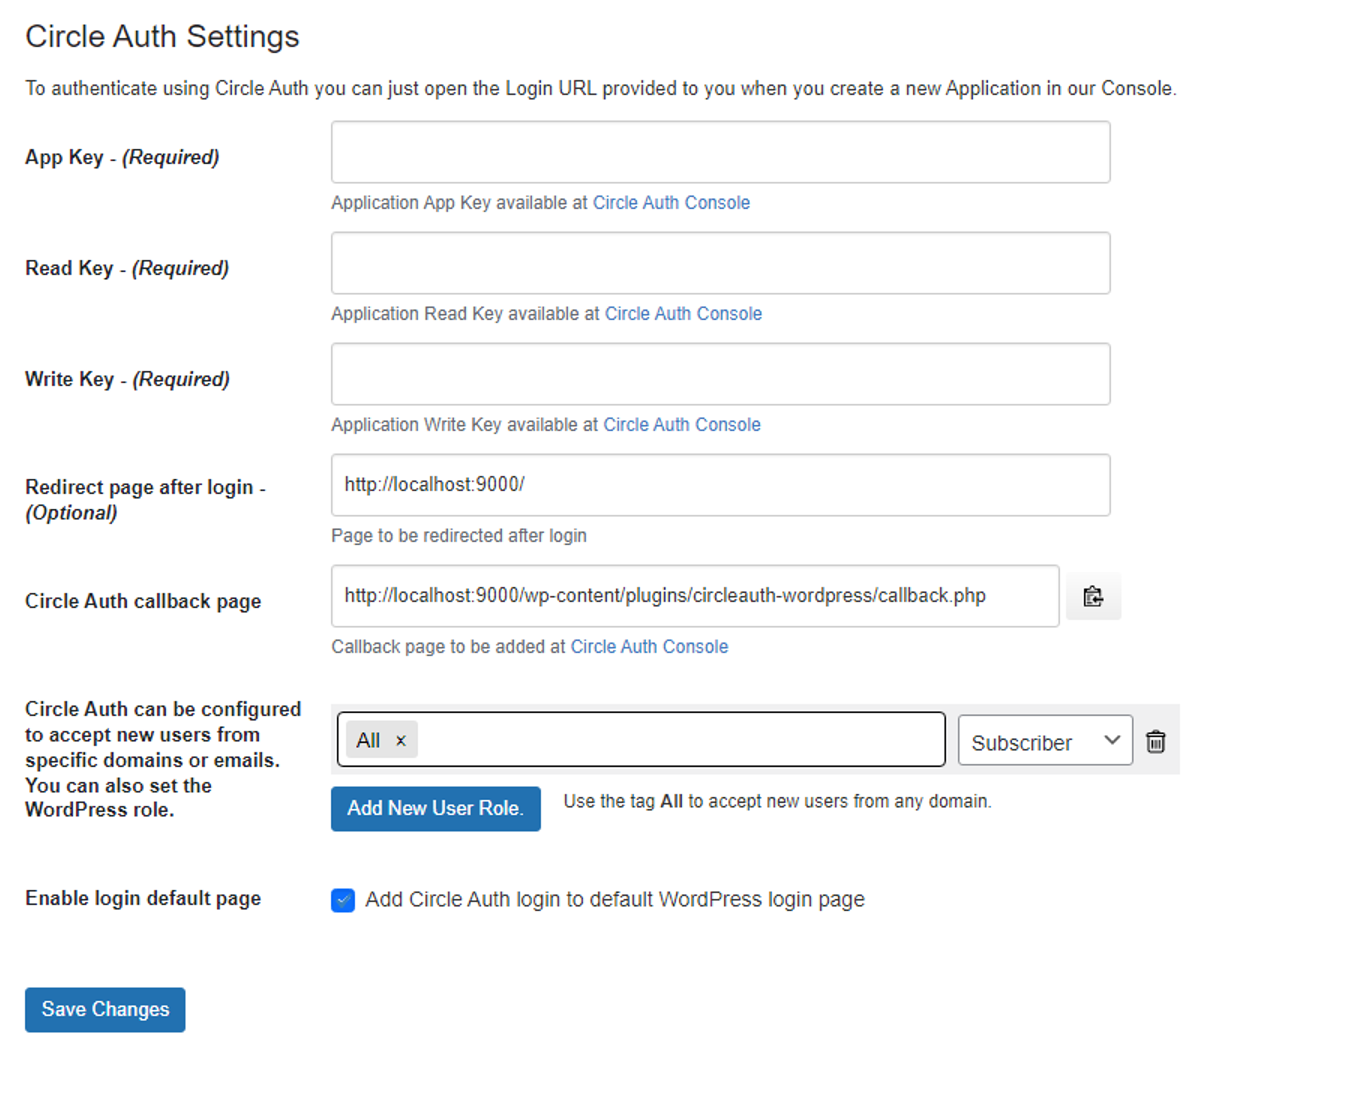 Circle Auth Settings
To authenticate using Circle Auth you can just open the Login URL provided to you when you create a new Application in our Console.
App Key - (Required)
Application App Key available at Circle Auth Console
Read Key - (Required)
Application Read Key available at Circle Auth Console
Write Key - (Required)
Application Write Key available at Circle Auth Console
Redirect page after login -
(Optional)
http://localhost:9000/
Page to be redirected after login
Circle Auth callback page
http://localhost:9000/wp-content/plugins/circleauth-wordpress/callback.php
Callback page to be added at Circle Auth Console
Circle Auth can be configured
to accept new users from
specific domains or emails.
You can also set the
WordPress role.
All x
Subscriber
Add New User Role.
Use the tag All to accept new users from any domain.
Enable login default page
Add Circle Auth login to default WordPress login page
Save Changes